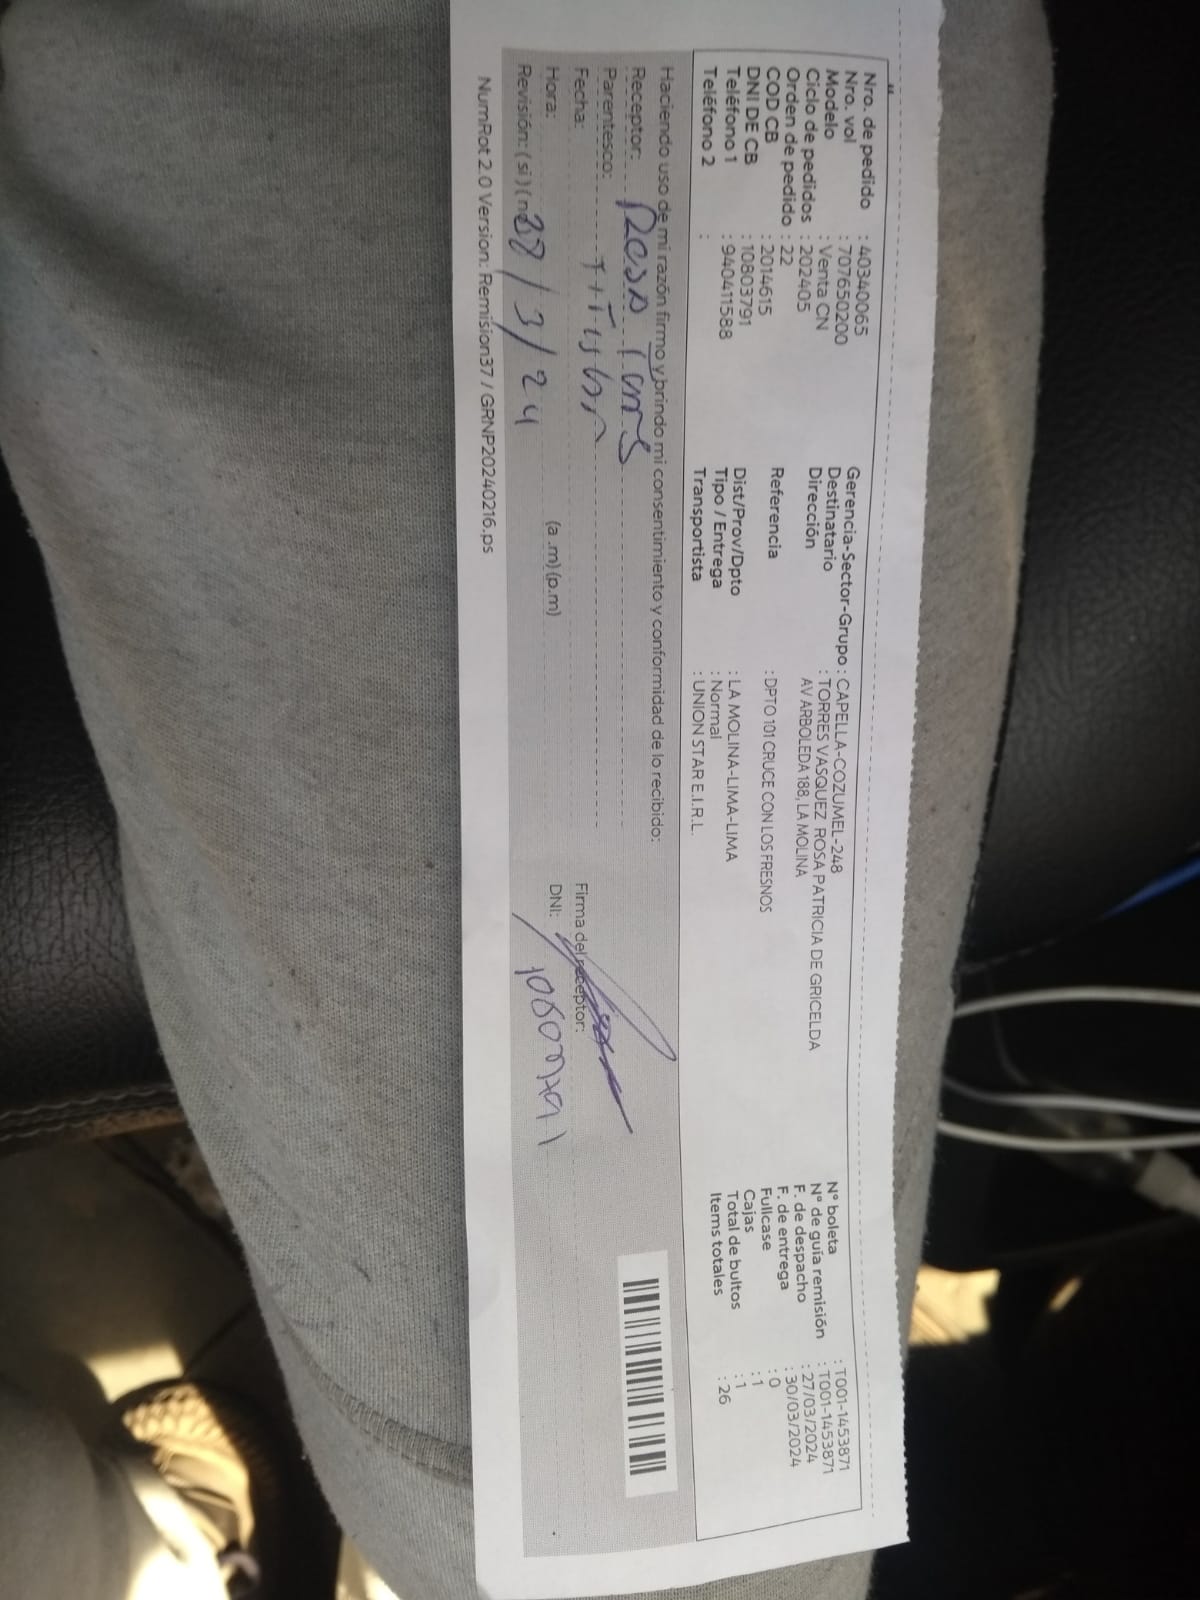 Nro. de pedido : 40340065
Nro. vol : 707650200
Modelo : Venta CN
Ciclo de pedidos : 202405
Orden de pedido : 22
COD CB : 2014615
DNI DE CB : 10803791
Teléfono 1 : 940411588
Teléfono 2 :
Gerencia-Sector-Grupo : CAPELLA-COZUMEL-248
Destinatario : TORRES VASQUEZ ROSA PATRICIA DE GRICELDA
Dirección AV ARBOLEDA 188, LA MOLINA
Referencia : DPTO 101 CRUCE CON LOS FRESNOS
Dist/Prov/Dpto : LA MOLINA-LIMA-LIMA
Tipo / Entrega : Normal
Transportista : UNION STAR E.I.R.L.
N° boleta : T001-1453871
N° de guía remisión : T001-1453871
F. de despacho : 27/03/2024
F. de entrega : 30/03/2024
Fullcase : 0
Cajas : 1
Total de bultos : 1
Items totales : 26
Haciendo uso de mi razón firmo y brindo mi consentimiento y conformidad de lo recibido:
Receptor: Rosa
Parentesco:
Fecha:
Hora: (a .m) (p.m)
Revisión: ( si ) ( n 28/3/24
Firma del receptor:
DNI:
NumRot 2.0 Version: Remision37 / GRNP20240216.ps